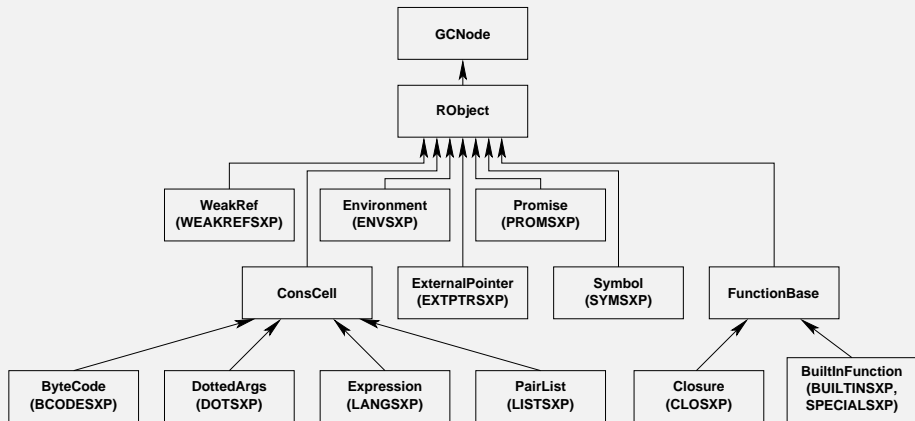 GCNode
RObject
WeakRef
(WEAKREFSXP)
Environment
(ENVSXP)
Promise
(PROMSXP)
ConsCell
ExternalPointer
(EXTPTRSXP)
Symbol
(SYMSXP)
FunctionBase
ByteCode
(BCODESXP)
DottedArgs
(DOTSXP)
Expression
(LANGSXP)
PairList
(LISTSXP)
Closure
(CLOSXP)
BuiltInFunction
(BUILTINSXP,
SPECIALSXP)